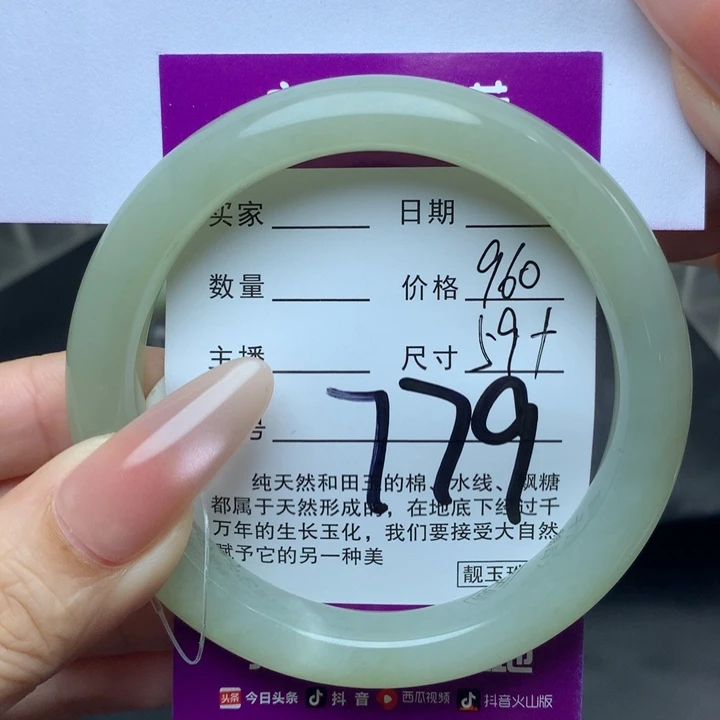 买家 日期
数量 价格 960
主播 尺寸 59+
号 779
纯天然和田玉的棉、水线、飘糖
都属于天然形成的，在地底下经过千
万年的生长玉化，我们要接受大自然
赋予它的另一种美
靓玉
今日头条 抖音 西瓜视频 抖音火山版